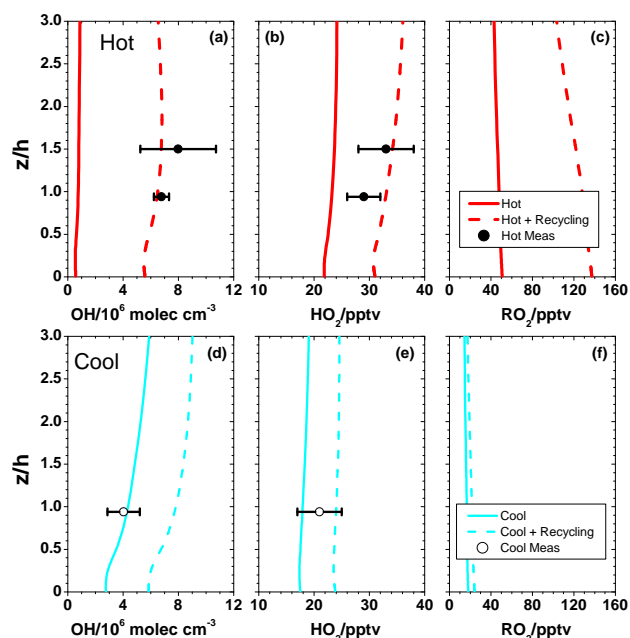 Hot
(a)
(b)
(c)
z/h
3.0
2.5
2.0
1.5
1.0
0.5
0.0
Hot
Hot + Recycling
Hot Meas
0 4 8 12
10 20 30 40
0 40 80 120 160
OH/10⁶ molec cm⁻³
HO₂/pptv
RO₂/pptv
Cool
(d)
(e)
(f)
z/h
3.0
2.5
2.0
1.5
1.0
0.5
0
Cool
Cool + Recycling
Cool Meas
0 4 8 12
10 20 30 40
0 40 80 120 160
OH/10⁶ molec cm⁻³
HO₂/pptv
RO₂/pptv